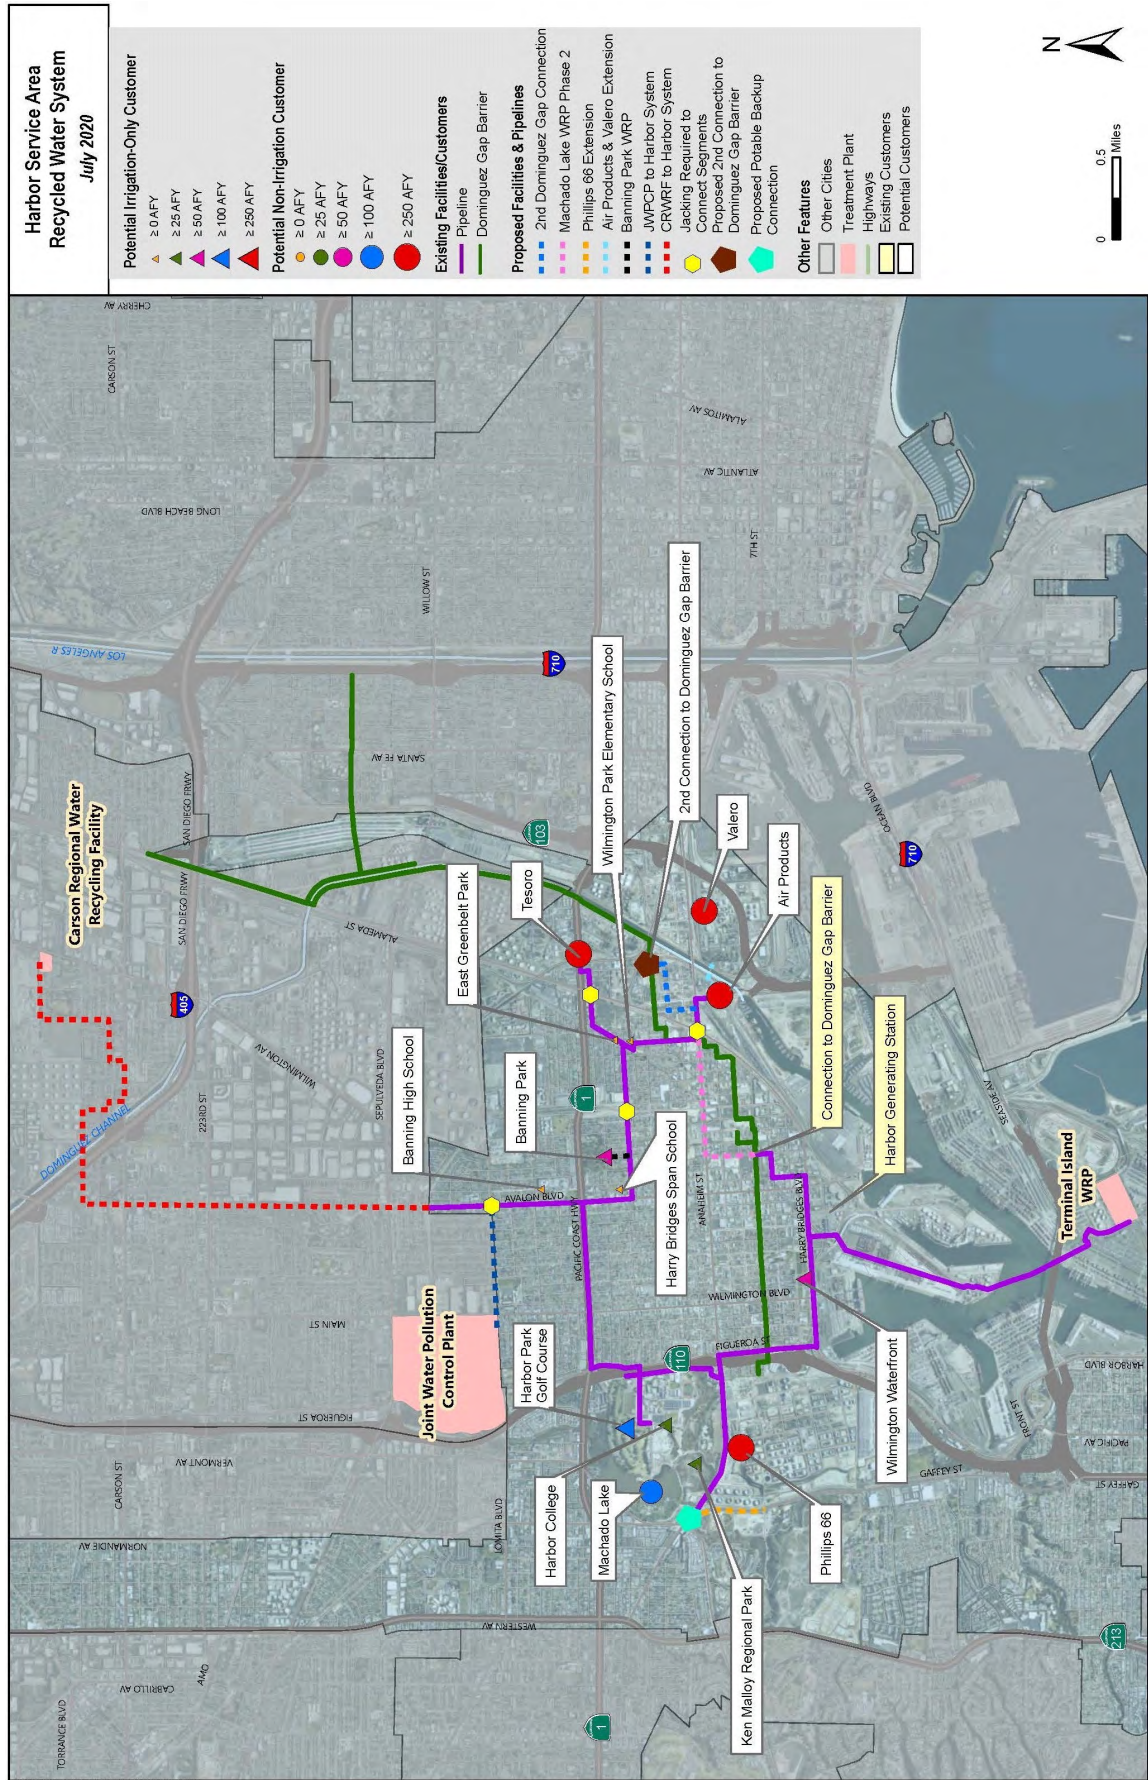 Harbor Service Area
Recycled Water System
July 2020
Potential Irrigation-Only Customer
≥ 0 AFY
≥ 25 AFY
≥ 50 AFY
≥ 100 AFY
≥ 250 AFY
Potential Non-Irrigation Customer
≥ 0 AFY
≥ 25 AFY
≥ 50 AFY
≥ 100 AFY
≥ 250 AFY
Existing Facilities/Customers
Pipeline
Dominguez Gap Barrier
Proposed Facilities & Pipelines
2nd Dominguez Gap Connection
Machado Lake WRP Phase 2
Phillips 66 Extension
Air Products & Valero Extension
Banning Park WRP
JWPCP to Harbor System
CRWRF to Harbor System
Jacking Required to
Connect Segments
Proposed 2nd Connection to
Dominguez Gap Barrier
Proposed Potable Backup
Connection
Other Features
Other Cities
Treatment Plant
Highways
Existing Customers
Potential Customers
0
0.5
Miles
N
Carson Regional Water
Recycling Facility
Joint Water Pollution
Control Plant
Terminal Island
WRP
East Greenbelt Park
Tesoro
Wilmington Park Elementary School
2nd Connection to Dominguez Gap Barrier
Valero
Air Products
Connection to Dominguez Gap Barrier
Harbor Generating Station
Banning High School
Banning Park
Harry Bridges Span School
Harbor Park
Golf Course
Harbor College
Machado Lake
Ken Malloy Regional Park
Phillips 66
Wilmington Waterfront
TORRANCE BLVD
CABRILLO AV
AMO
WESTERN AV
NORMANDIE AV
CARSON ST
VERMONT AV
FIGUEROA ST
MAIN ST
LOMITA BLVD
DOMINGUEZ CHANNEL
223RD ST
WILMINGTON AV
SEPULVEDA BLVD
AVALON BLVD
PACIFIC COAST HWY
ANAHEIM ST
HARRY BRIDGES BLVD
WILMINGTON BLVD
FIGUEROA ST
GAFFEY ST
GAFFEY ST
FRONT ST
PACIFIC AV
HARBOR BLVD
SEASIDE AV
OCEAN BLVD
ALAMEDA ST
SAN DIEGO FRWY
SAN DIEGO FRWY
SANTA FE AV
LOS ANGELES R
WILLOW ST
LONG BEACH BLVD
CARSON ST
CHERRY AV
ATLANTIC AV
ALAMITOS AV
7TH ST
405
710
710
103
1
1
110
213